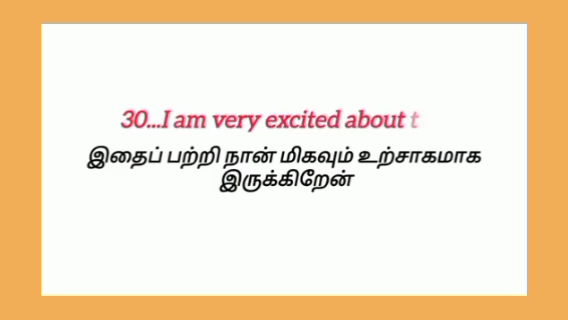 30...I am very excited about t
இதைப் பற்றி நான் மிகவும் உற்சாகமாக
இருக்கிறேன்